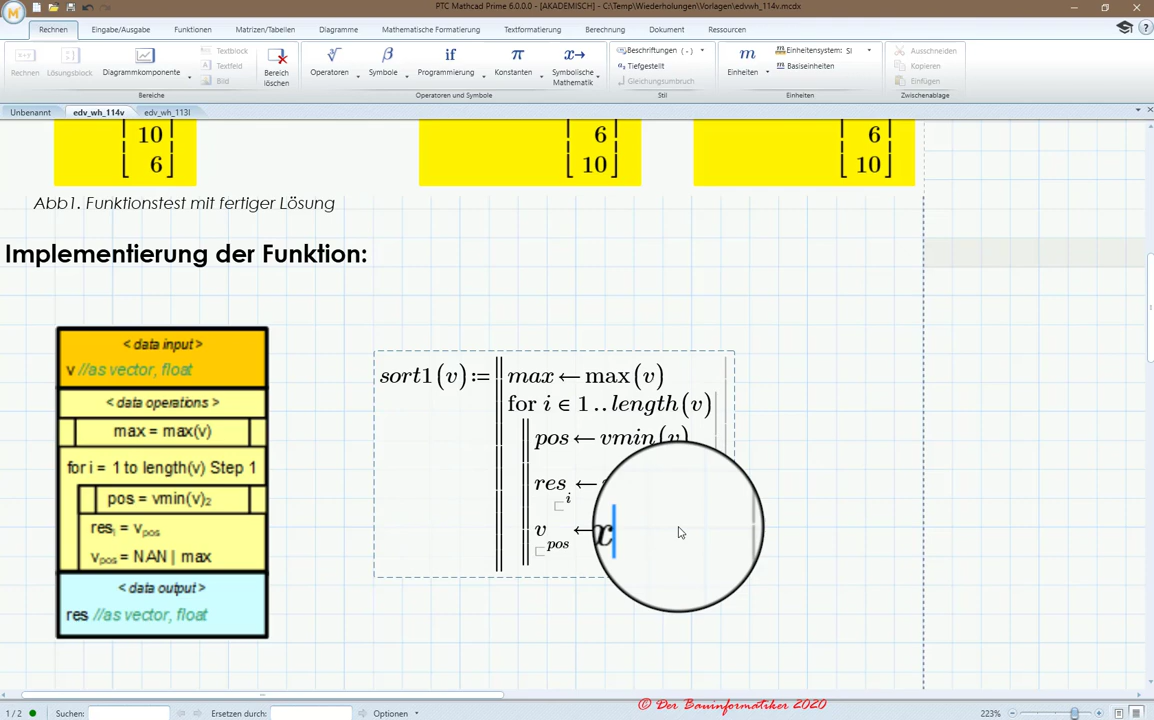 PTC Mathcad Prime 6.0.0.0 - [AKADEMISCH] - C:\Temp\Wiederholungen\Vorlagen\edvwh_114v.mcdx
Rechnen Eingabe/Ausgabe Funktionen Matrizen/Tabellen Diagramme Mathematische Formatierung Textformatierung Berechnung Dokument Ressourcen
Rechnen Lösungsblock Diagrammkomponente Textblock Textfeld Bild Bereich löschen
Operatoren Symbole Programmierung Konstanten Symbolische Mathematik
Beschriftungen ( - ) Tiefgestellt Gleichungsumbruch
Einheiten Einheitensystem: SI Basiseinheiten
Ausschneiden Kopieren Einfügen
Bereiche Operatoren und Symbole Stil Einheiten Zwischenablage
Unbenannt edv_wh_114v edv_wh_113l
10 6 6
6 10 10
Abb1. Funktionstest mit fertiger Lösung
Implementierung der Funktion:
< data input >
v //as vector, float
< data operations >
max = max(v)
for i = 1 to length(v) Step 1
pos = vmin(v)₂
resᵢ = v_pos
v_pos = NAN | max
< data output >
res //as vector, float
sort1(v) := max ← max(v)
for i ∈ 1 .. length(v)
pos ← vmin(v)
res i ←
v pos ← x
1 / 2 Suchen: Ersetzen durch: Optionen 223%
© Der Bauinformatiker 2020